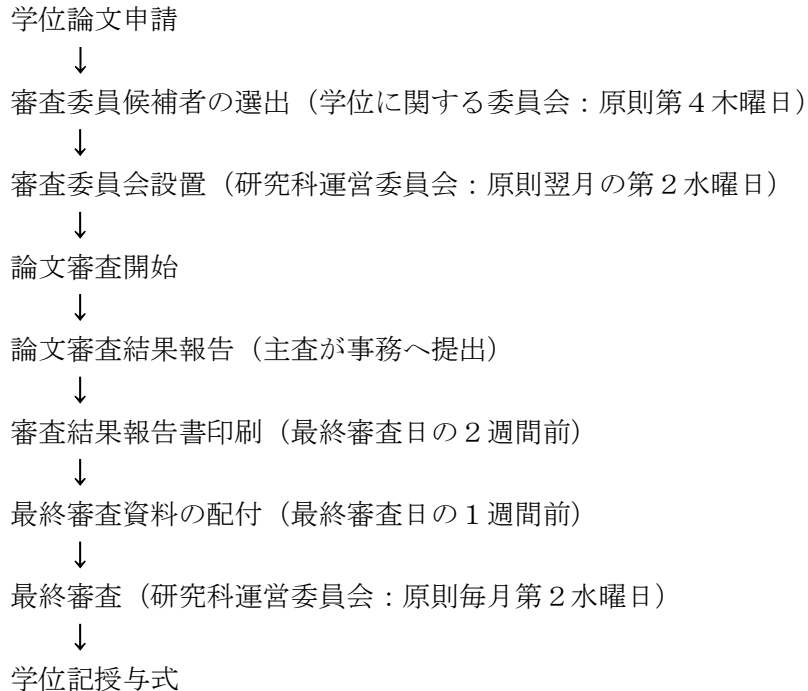 学位論文申請
↓
審査委員候補者の選出（学位に関する委員会：原則第４木曜日）
↓
審査委員会設置（研究科運営委員会：原則翌月の第２水曜日）
↓
論文審査開始
↓
論文審査結果報告（主査が事務へ提出）
↓
審査結果報告書印刷（最終審査日の２週間前）
↓
最終審査資料の配付（最終審査日の１週間前）
↓
最終審査（研究科運営委員会：原則毎月第２水曜日）
↓
学位記授与式